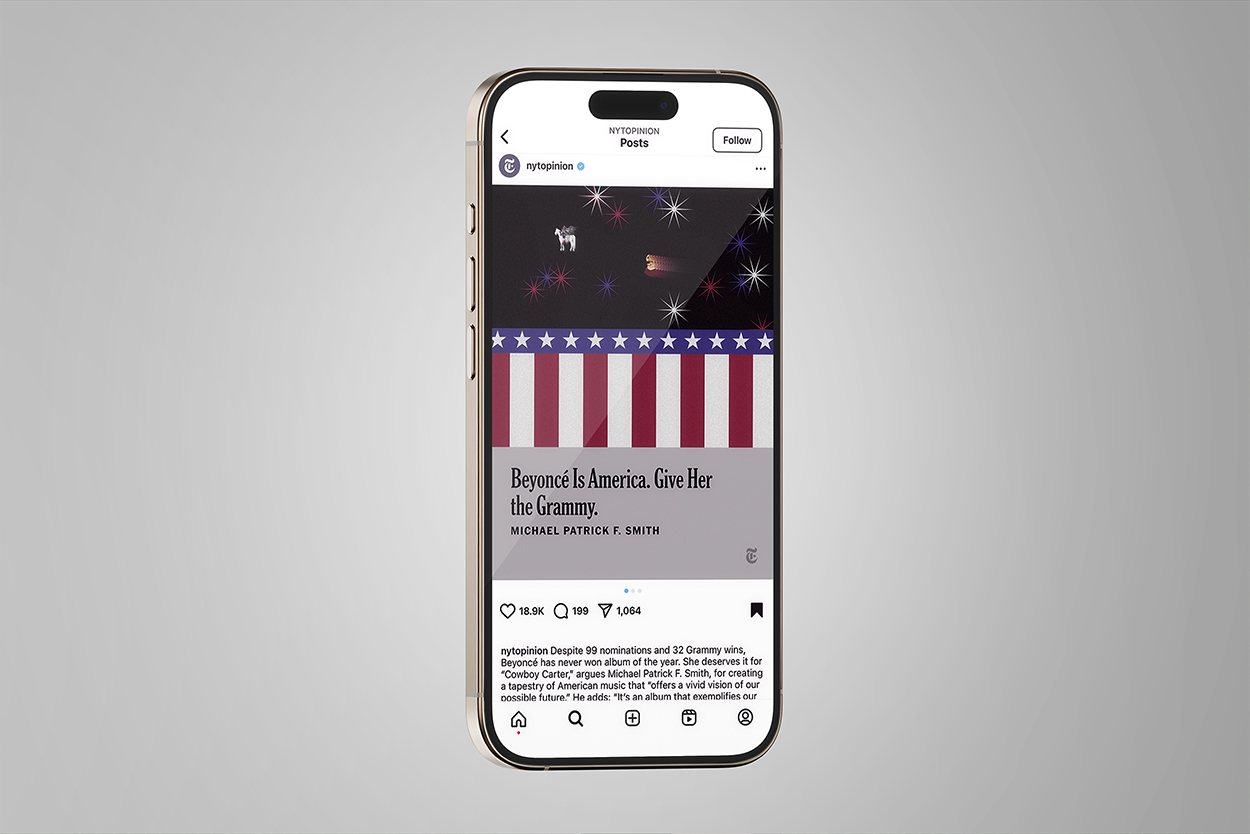 NYTOPINION
Posts
Follow
nytopinion
Beyoncé Is America. Give Her
the Grammy.
MICHAEL PATRICK F. SMITH
18.9K 199 1,064
nytopinion Despite 99 nominations and 32 Grammy wins,
Beyoncé has never won album of the year. She deserves it for
“Cowboy Carter,” argues Michael Patrick F. Smith, for creating
a tapestry of American music that “offers a vivid vision of our
possible future.” He adds: “It’s an album that exemplifies our